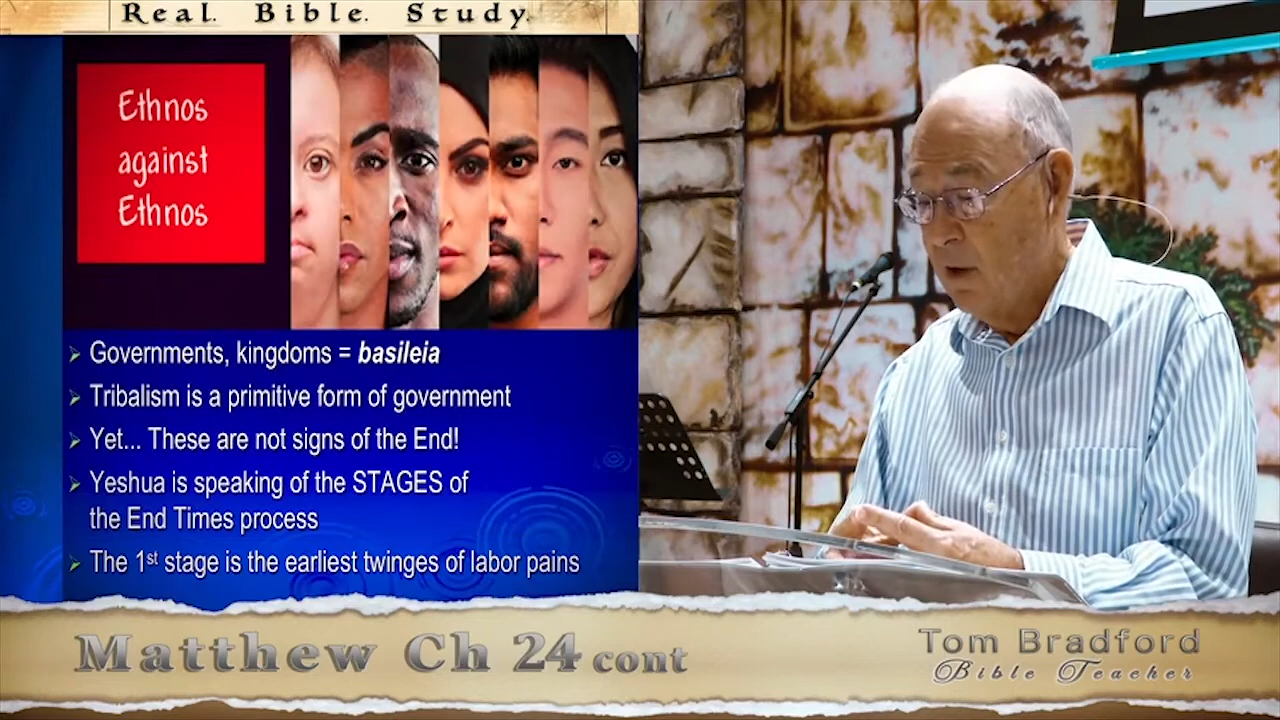 Real. Bible. Study.
Ethnos
against
Ethnos
Governments, kingdoms = basileia
Tribalism is a primitive form of government
Yet... These are not signs of the End!
Yeshua is speaking of the STAGES of
the End Times process
The 1st stage is the earliest twinges of labor pains
Matthew Ch 24 cont
Tom Bradford
Bible Teacher